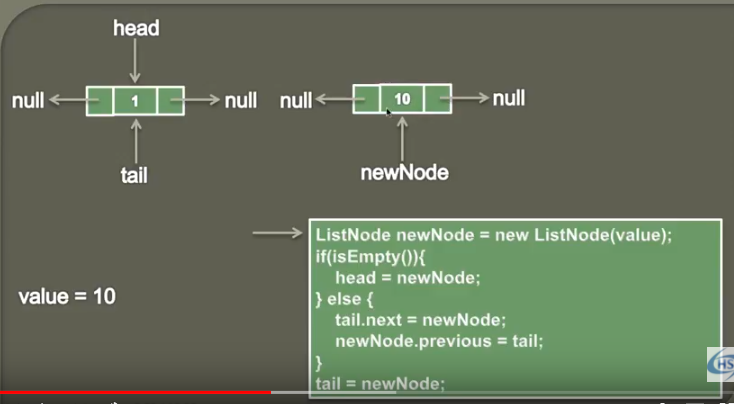 head
null 1 null null 10 null
tail newNode
ListNode newNode = new ListNode(value);
if(isEmpty()){
head = newNode;
value = 10
} else {
tail.next = newNode;
newNode.previous = tail;
}
tail = newNode;
HS